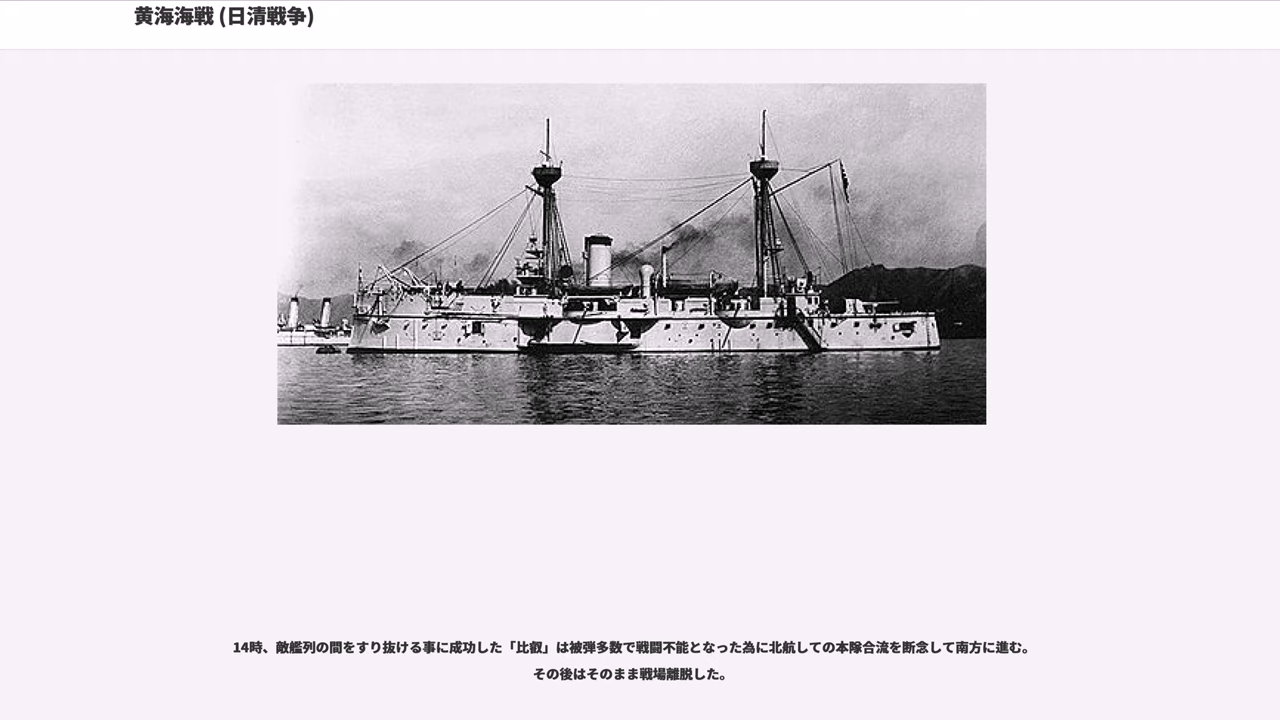 黄海海戦 (日清戦争)
14時、敵艦列の間をすり抜ける事に成功した「比叡」は被弾多数で戦闘不能となった為に北航しての本隊合流を断念して南方に進む。
その後はそのまま戦場離脱した。